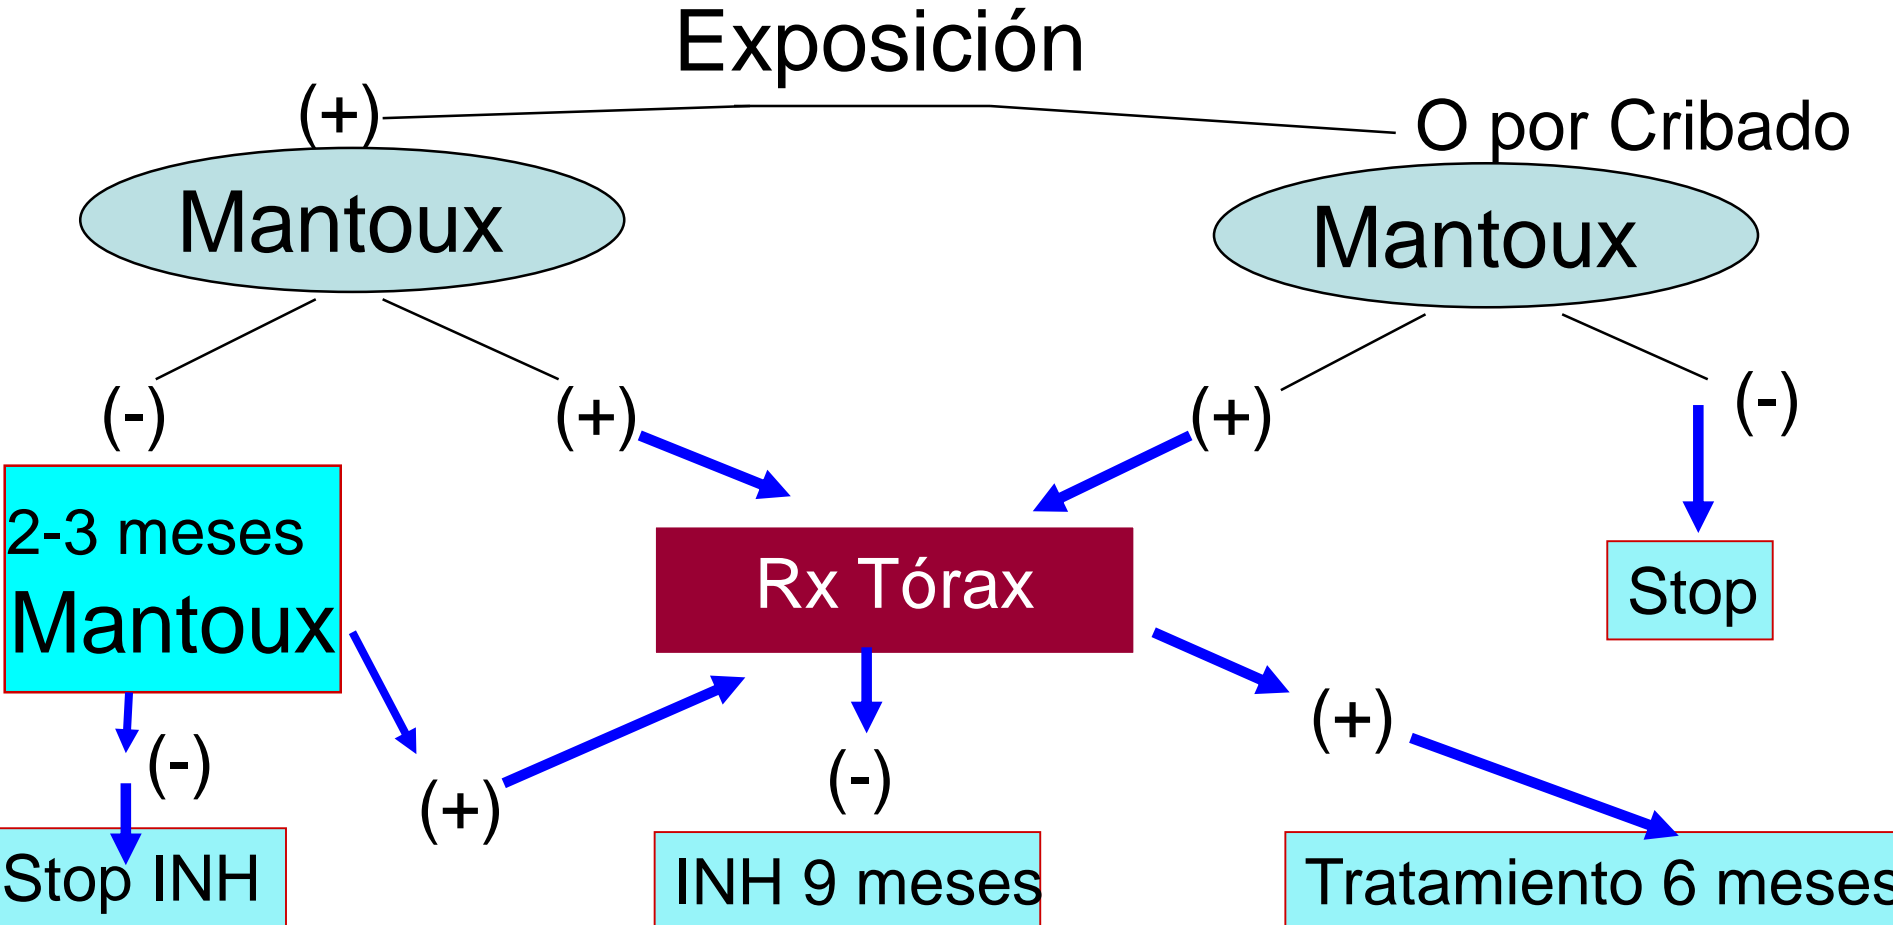 Exposición
(+)
O por Cribado
Mantoux
Mantoux
(-)
(+)
(+)
(-)
2-3 meses
Mantoux
Rx Tórax
Stop
(-)
(+)
(-)
(+)
Stop INH
INH 9 meses
Tratamiento 6 meses